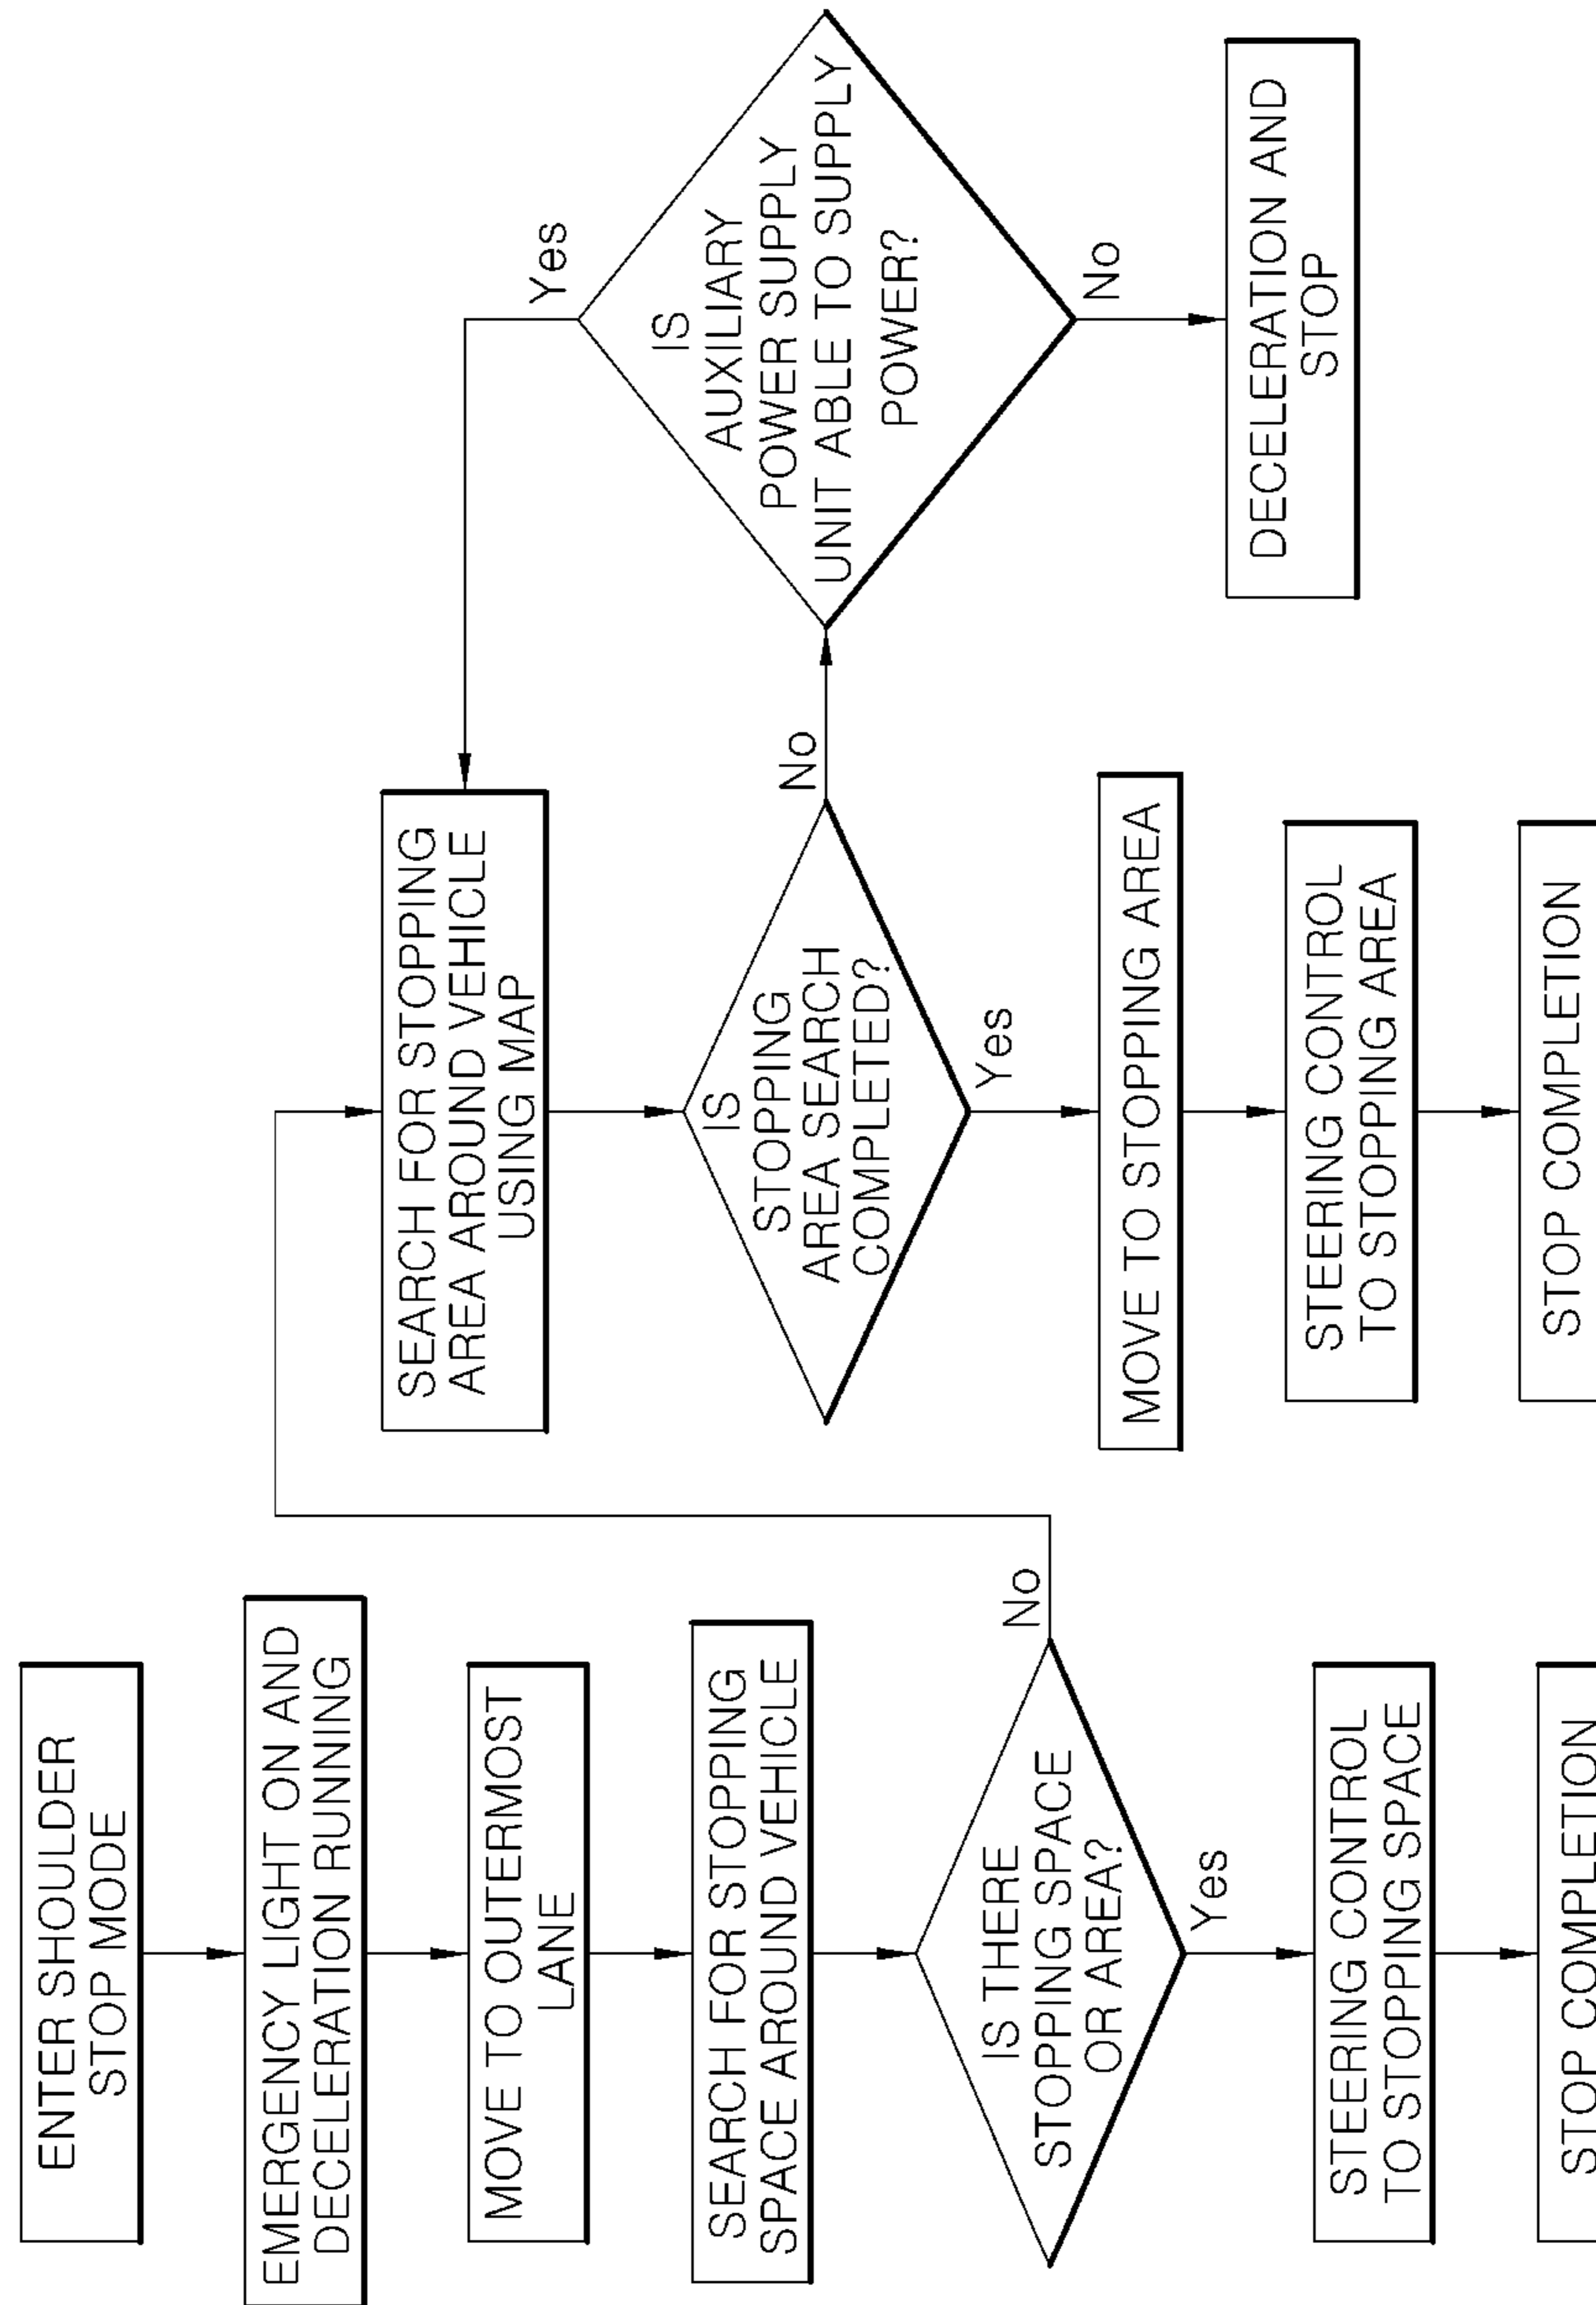 ENTER SHOULDER
STOP MODE
EMERGENCY LIGHT ON AND
DECELERATION RUNNING
MOVE TO OUTERMOST
LANE
SEARCH FOR STOPPING
SPACE AROUND VEHICLE
IS THERE
STOPPING SPACE
OR AREA?
No
Yes
STEERING CONTROL
TO STOPPING SPACE
STOP COMPLETION
SEARCH FOR STOPPING
AREA AROUND VEHICLE
USING MAP
IS
STOPPING
AREA SEARCH
COMPLETED?
No
Yes
MOVE TO STOPPING AREA
STEERING CONTROL
TO STOPPING AREA
STOP COMPLETION
Yes
IS
AUXILIARY
POWER SUPPLY
UNIT ABLE TO SUPPLY
POWER?
No
DECELERATION AND
STOP